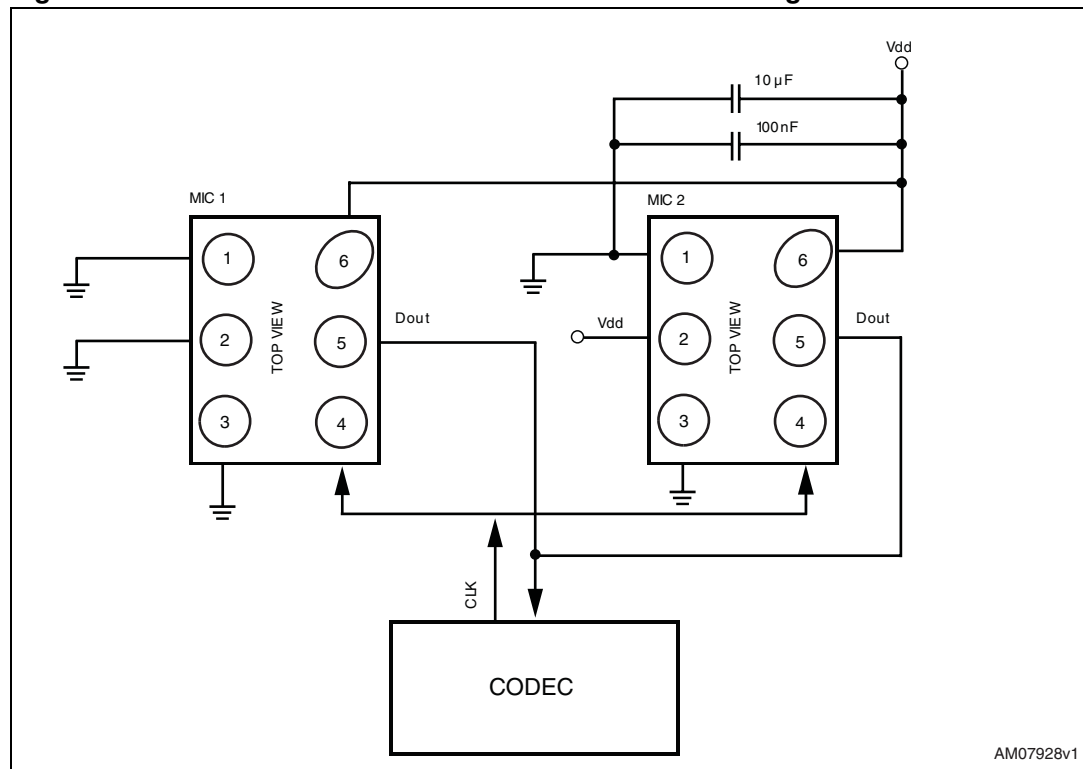 Vdd
10 µF
100nF
MIC 1
MIC 2
1
6
1
6
2
TOP VIEW
5
Dout
Vdd
2
TOP VIEW
5
Dout
3
4
3
4
CLK
CODEC
AM07928v1